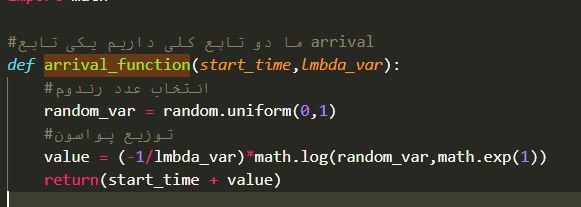 import math
#ما دو تابع کلی داریم یکی تابع arrival
def arrival_function(start_time,lmbda_var):
#انتخاب عدد رندوم
random_var = random.uniform(0,1)
#توزیع پواسون
value = (-1/lmbda_var)*math.log(random_var,math.exp(1))
return(start_time + value)